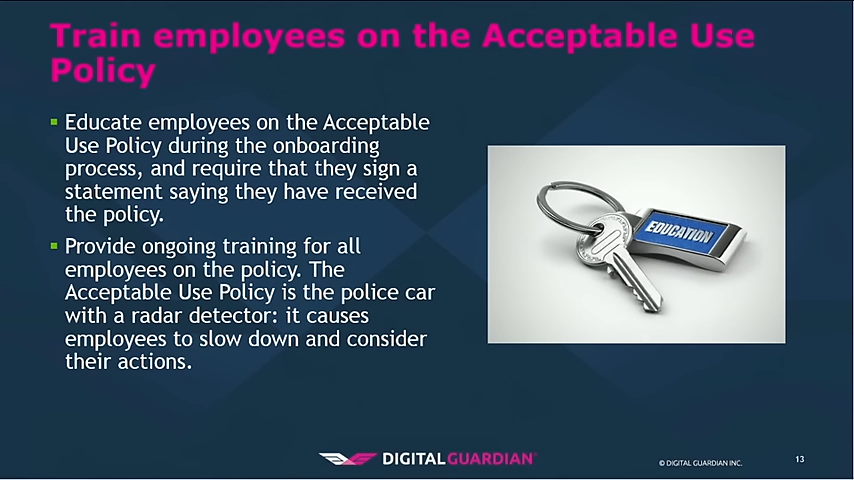 Train employees on the Acceptable Use
Policy
Educate employees on the Acceptable
Use Policy during the onboarding
process, and require that they sign a
statement saying they have received
the policy.
Provide ongoing training for all
employees on the policy. The
Acceptable Use Policy is the police car
with a radar detector: it causes
employees to slow down and consider
their actions.
EDUCATION
DIGITAL GUARDIAN
© DIGITAL GUARDIAN INC.
13